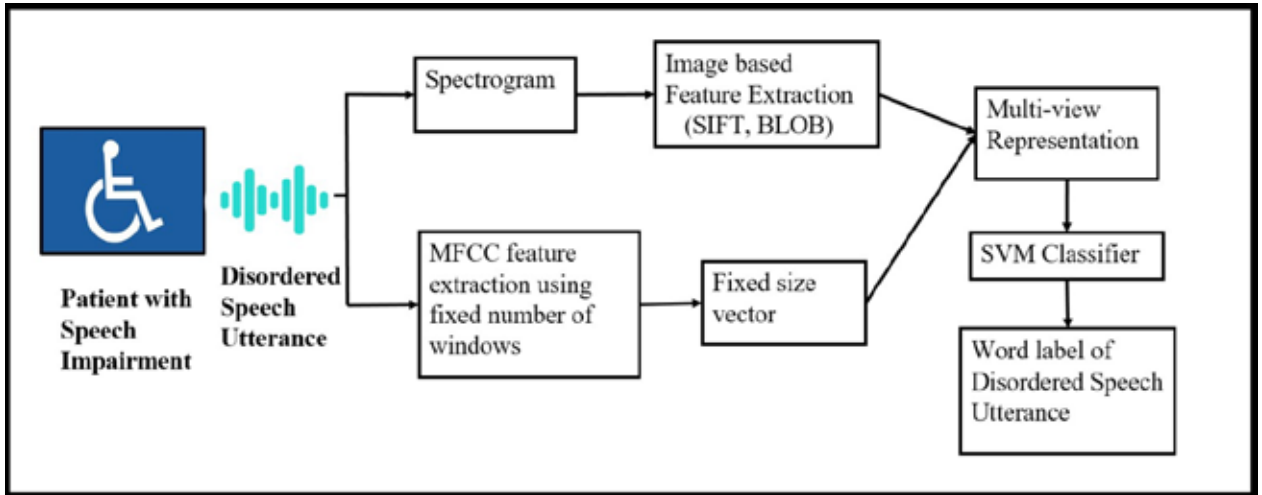 Patient with
Speech
Impairment
Disordered
Speech
Utterance
Spectrogram
Image based
Feature Extraction
(SIFT, BLOB)
MFCC feature
extraction using
fixed number of
windows
Fixed size
vector
Multi-view
Representation
SVM Classifier
Word label of
Disordered Speech
Utterance